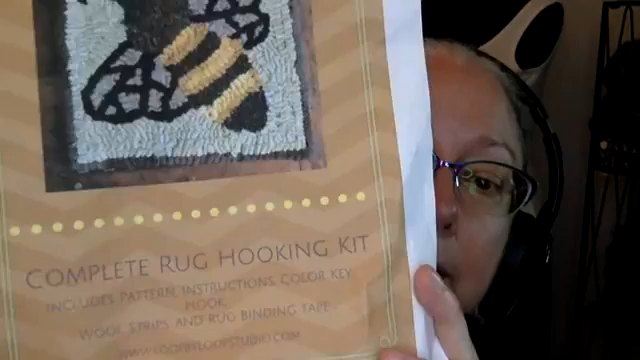 COMPLETE RUG HOOKING KIT
INCLUDES PATTERN, INSTRUCTIONS, COLOR KEY
HOOK,
WOOL STRIPS, AND RUG BINDING TAPE